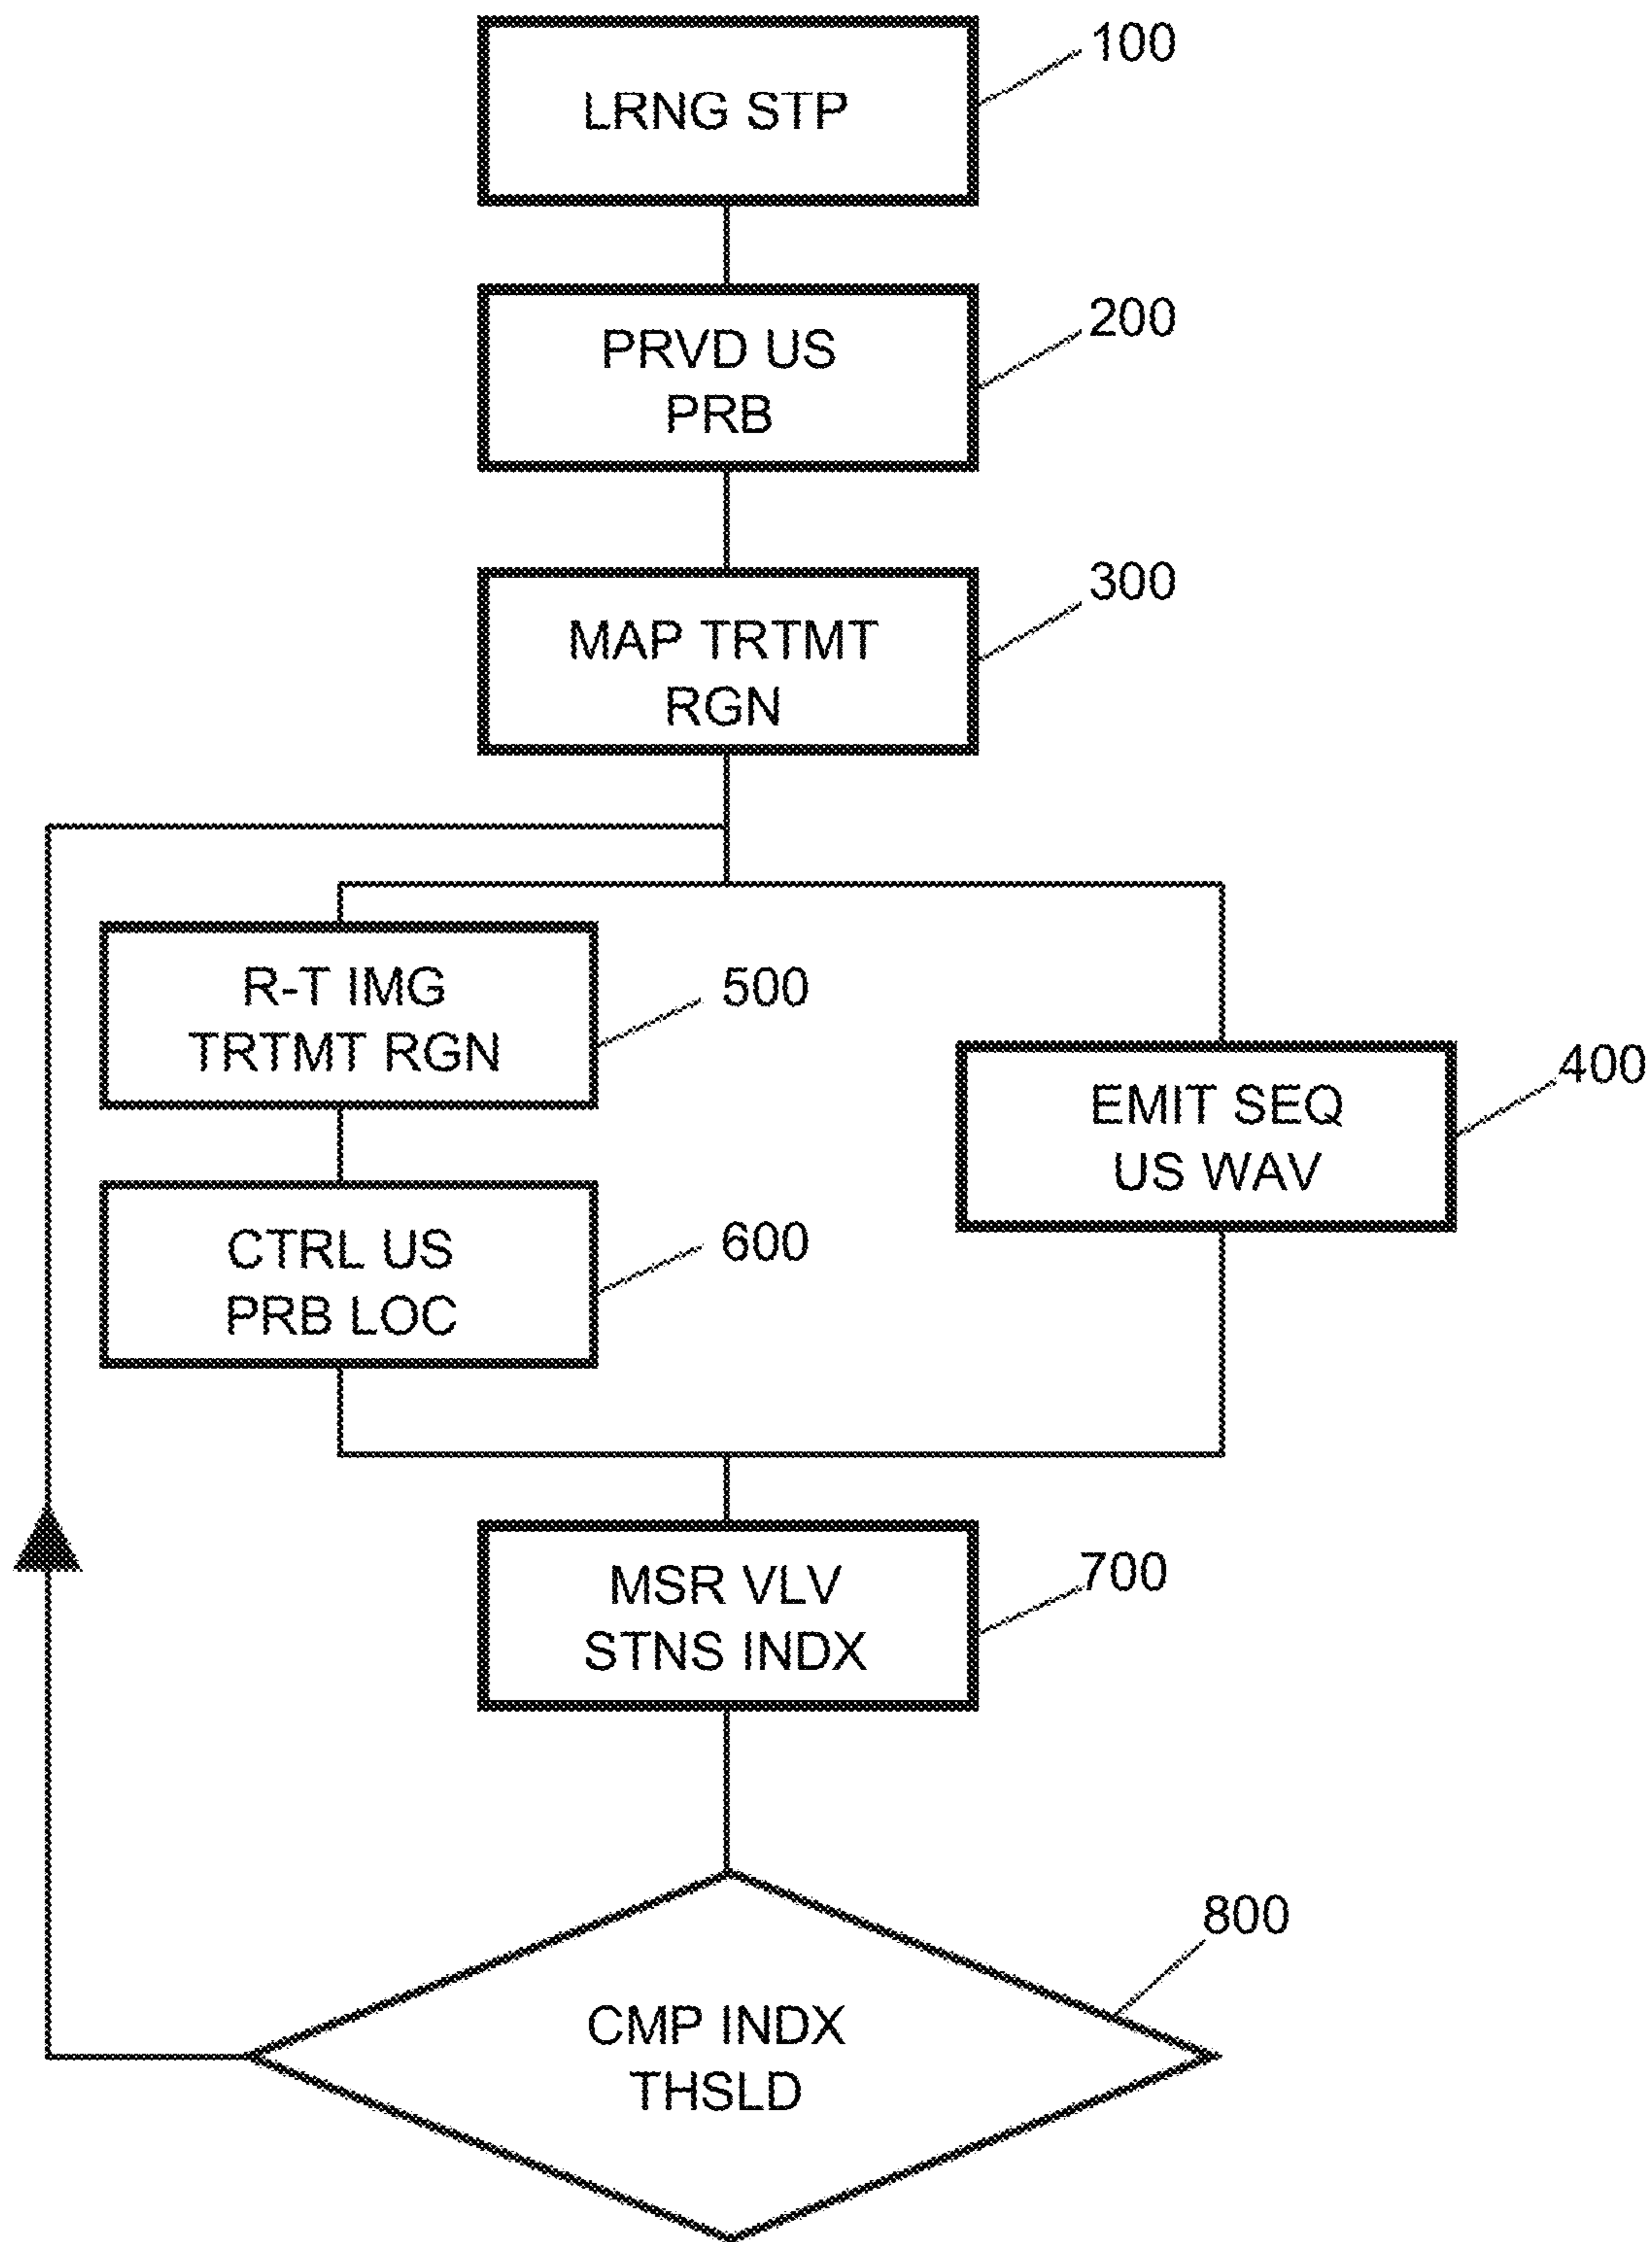 LRNG STP
100
PRVD US
PRB
200
MAP TRTMT
RGN
300
R-T IMG
TRTMT RGN
500
EMIT SEQ
US WAV
400
CTRL US
PRB LOC
600
MSR VLV
STNS INDX
700
CMP INDX
THSLD
800